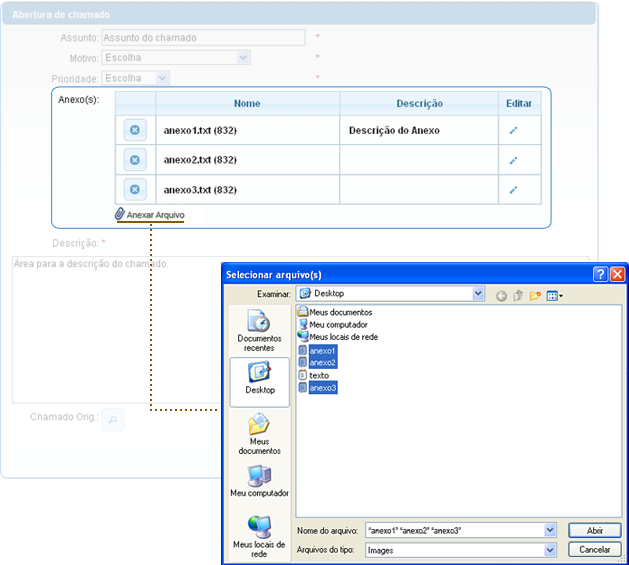 Abertura de chamado
Assunto: Assunto do chamado *
Motivo: Escolha *
Prioridade: Escolha *
Anexo(s):
Nome Descrição Editar
anexo1.txt (832) Descrição do Anexo
anexo2.txt (832)
anexo3.txt (832)
Anexar Arquivo
Descrição: *
Área para a descrição do chamado.
Chamado Orig.:
Selecionar arquivo(s)
Examinar: Desktop
Documentos
recentes
Desktop
Meus
documentos
Meu computador
Meus locais de
rede
Meus documentos
Meu computador
Meus locais de rede
anexo1
anexo2
texto
anexo3
Nome do arquivo: "anexo1" "anexo2" "anexo3" Abrir
Arquivos do tipo: Images Cancelar